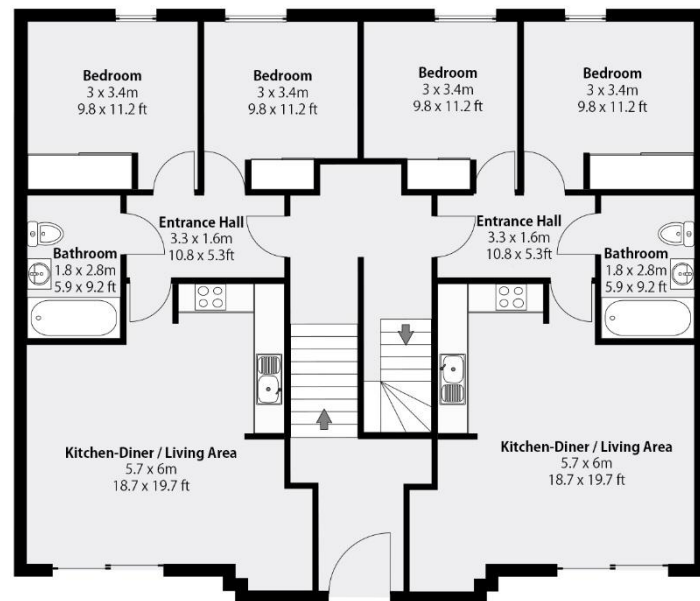 Bedroom
3 x 3.4m
9.8 x 11.2 ft
Bedroom
3 x 3.4m
9.8 x 11.2 ft
Bedroom
3 x 3.4m
9.8 x 11.2 ft
Bedroom
3 x 3.4m
9.8 x 11.2 ft
Entrance Hall
3.3 x 1.6m
10.8 x 5.3ft
Entrance Hall
3.3 x 1.6m
10.8 x 5.3ft
Bathroom
1.8 x 2.8m
5.9 x 9.2 ft
Bathroom
1.8 x 2.8m
5.9 x 9.2 ft
Kitchen-Diner / Living Area
5.7 x 6m
18.7 x 19.7 ft
Kitchen-Diner / Living Area
5.7 x 6m
18.7 x 19.7 ft